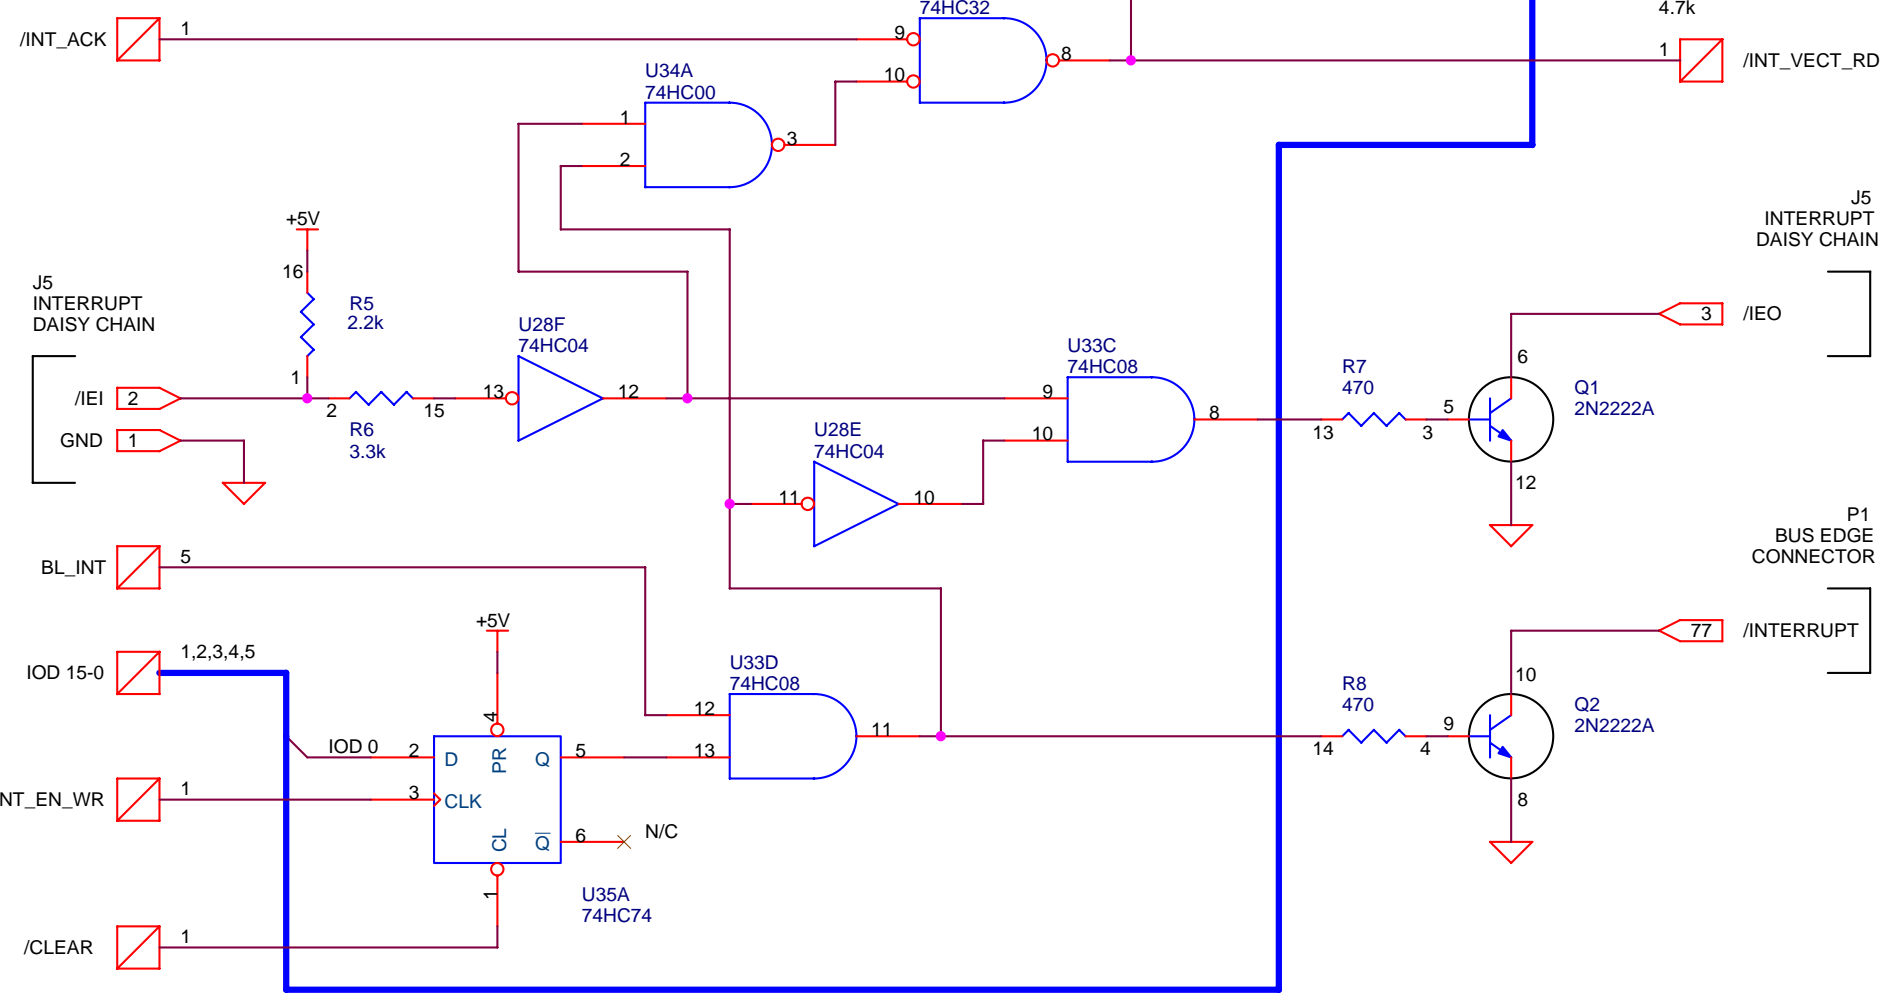 74HC32
4.7k
/INT_ACK
1
9
10
8
1
/INT_VECT_RD
U34A
74HC00
1
2
3
+5V
16
J5
INTERRUPT
DAISY CHAIN
R5
2.2k
1
/IEI
2
GND
1
2
15
R6
3.3k
U28F
74HC04
13
12
U28E
74HC04
11
10
U33C
74HC08
9
10
8
R7
470
13
3
5
6
12
Q1
2N2222A
J5
INTERRUPT
DAISY CHAIN
3
/IEO
P1
BUS EDGE
CONNECTOR
77
/INTERRUPT
BL_INT
5
IOD 15-0
1,2,3,4,5
+5V
4
IOD 0
2
D
PR
Q
5
NT_EN_WR
1
3
CLK
CL
Q
6
N/C
1
U35A
74HC74
/CLEAR
1
U33D
74HC08
12
13
11
R8
470
14
4
9
10
8
Q2
2N2222A